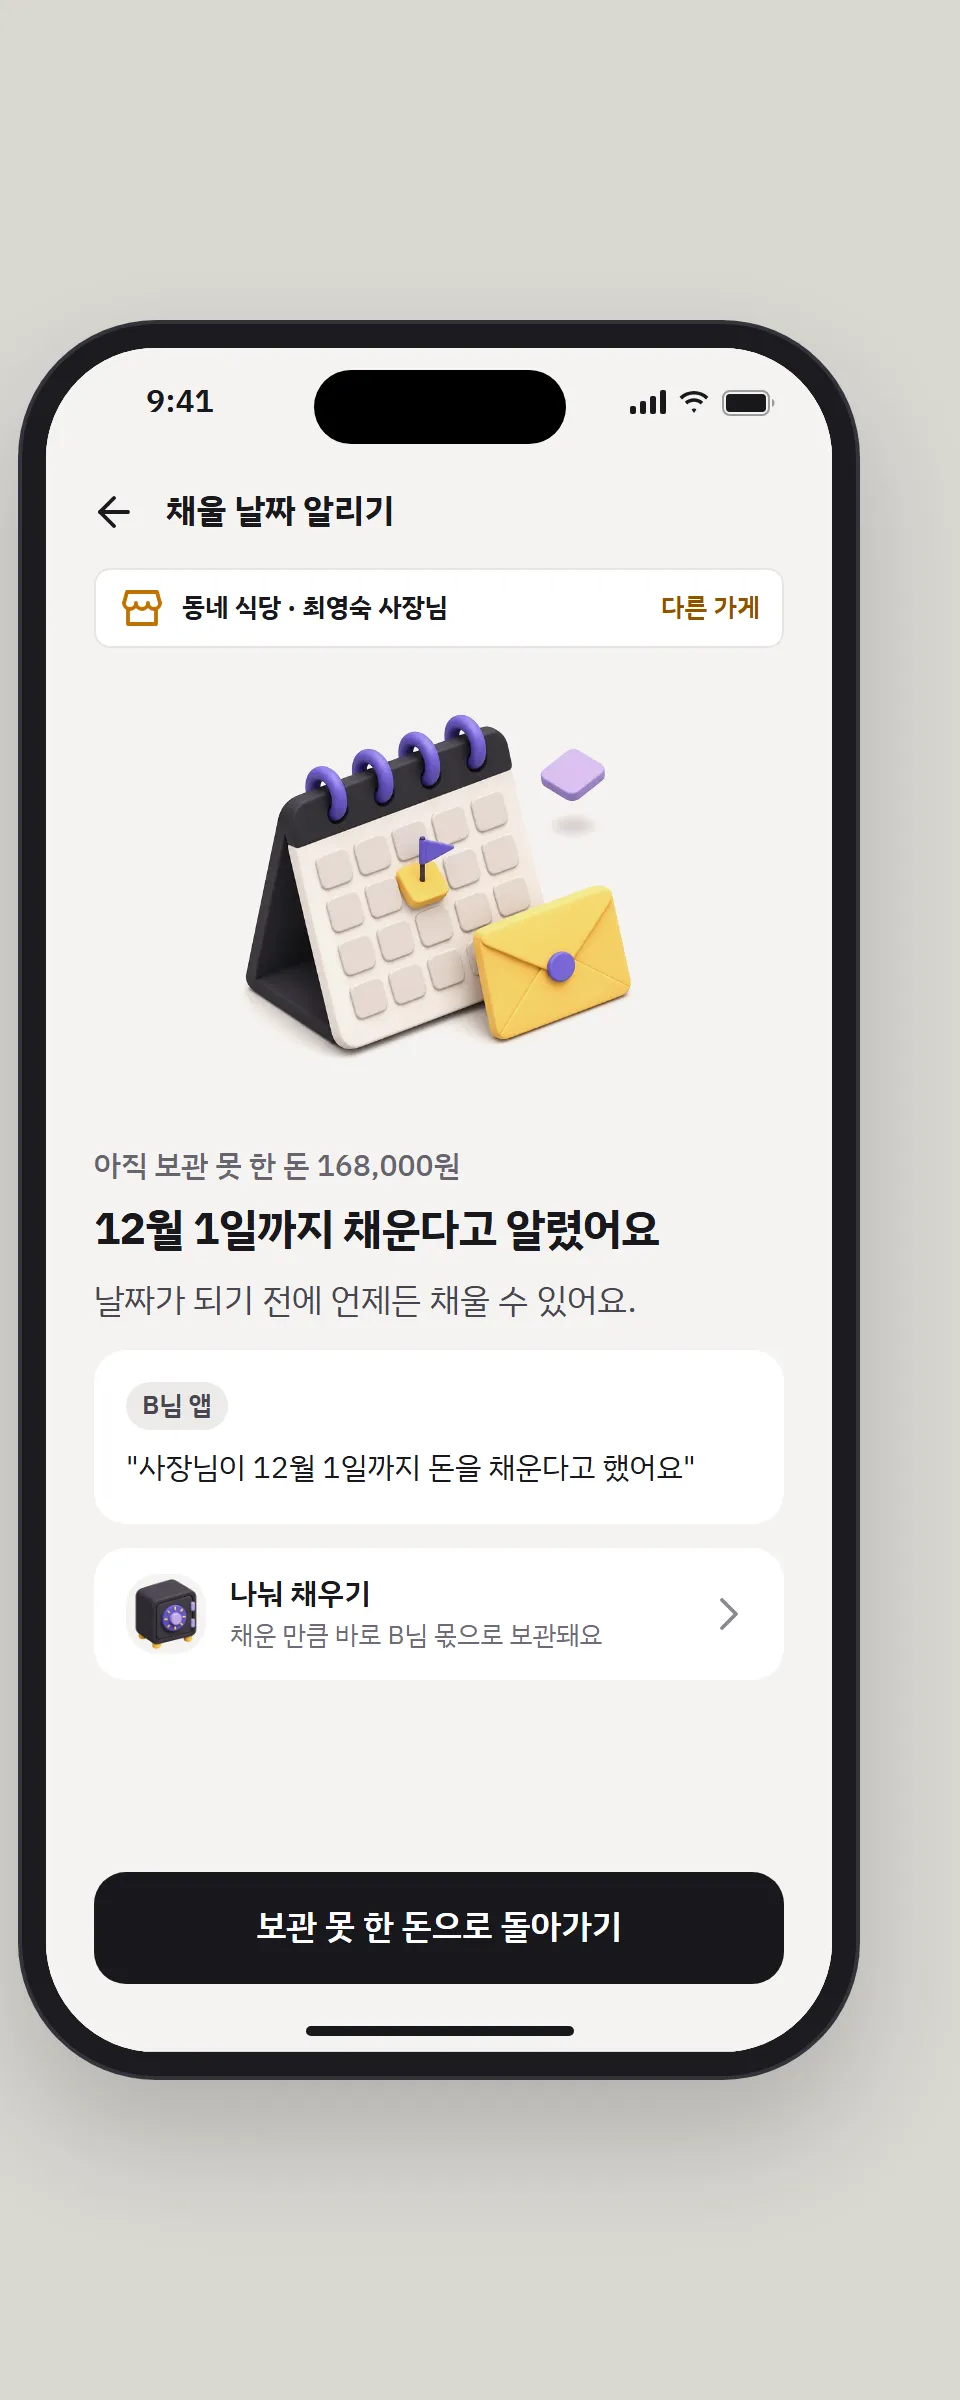 9:41
채울 날짜 알리기
동네 식당 · 최영숙 사장님
다른 가게
아직 보관 못 한 돈 168,000원
12월 1일까지 채운다고 알렸어요
날짜가 되기 전에 언제든 채울 수 있어요.
B님 앱
"사장님이 12월 1일까지 돈을 채운다고 했어요"
나눠 채우기
채운 만큼 바로 B님 몫으로 보관돼요
보관 못 한 돈으로 돌아가기